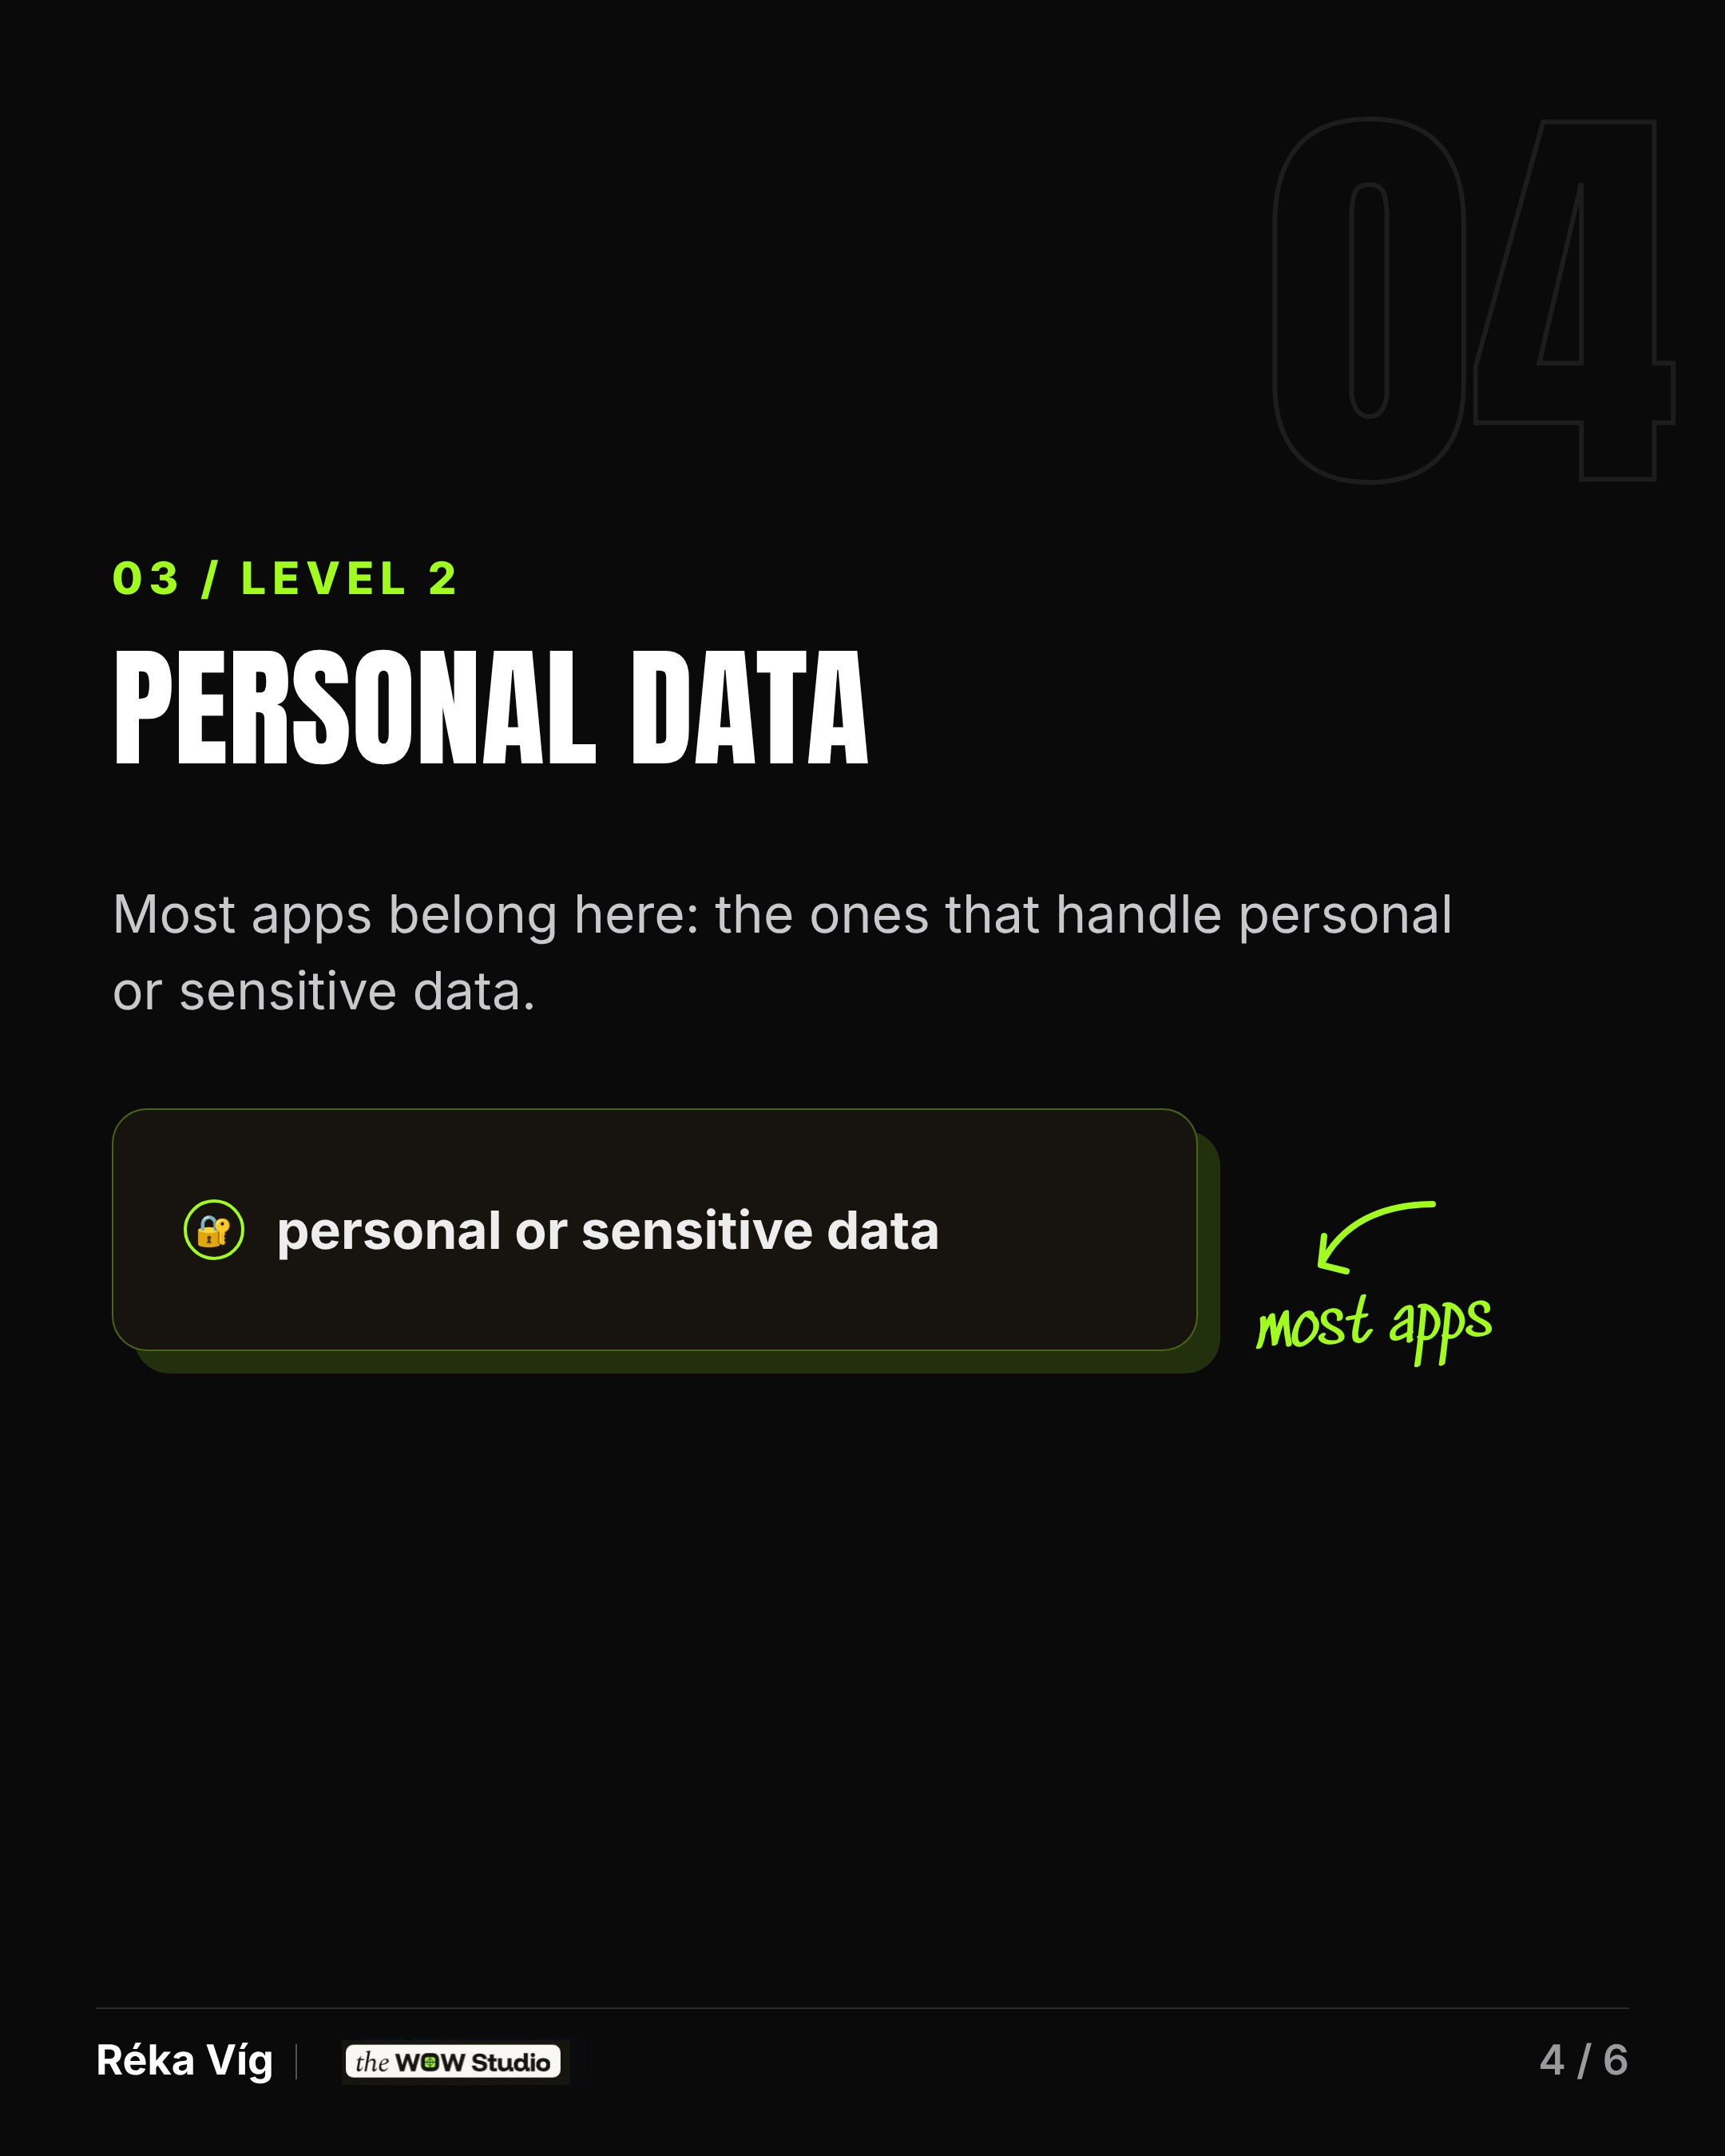 04
03 / LEVEL 2
PERSONAL DATA
Most apps belong here: the ones that handle personal
or sensitive data.
personal or sensitive data
most apps
Réka Víg
the WOW Studio
4 / 6